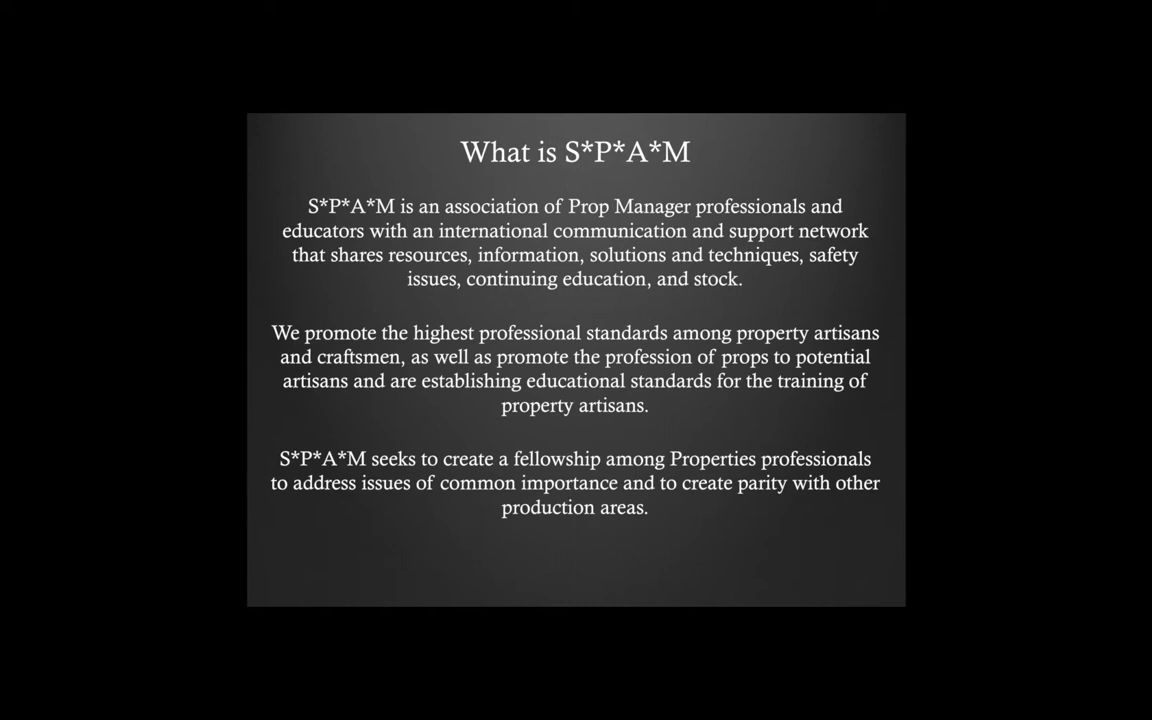 What is S*P*A*M
S*P*A*M is an association of Prop Manager professionals and
educators with an international communication and support network
that shares resources, information, solutions and techniques, safety
issues, continuing education, and stock.
We promote the highest professional standards among property artisans
and craftsmen, as well as promote the profession of props to potential
artisans and are establishing educational standards for the training of
property artisans.
S*P*A*M seeks to create a fellowship among Properties professionals
to address issues of common importance and to create parity with other
production areas.